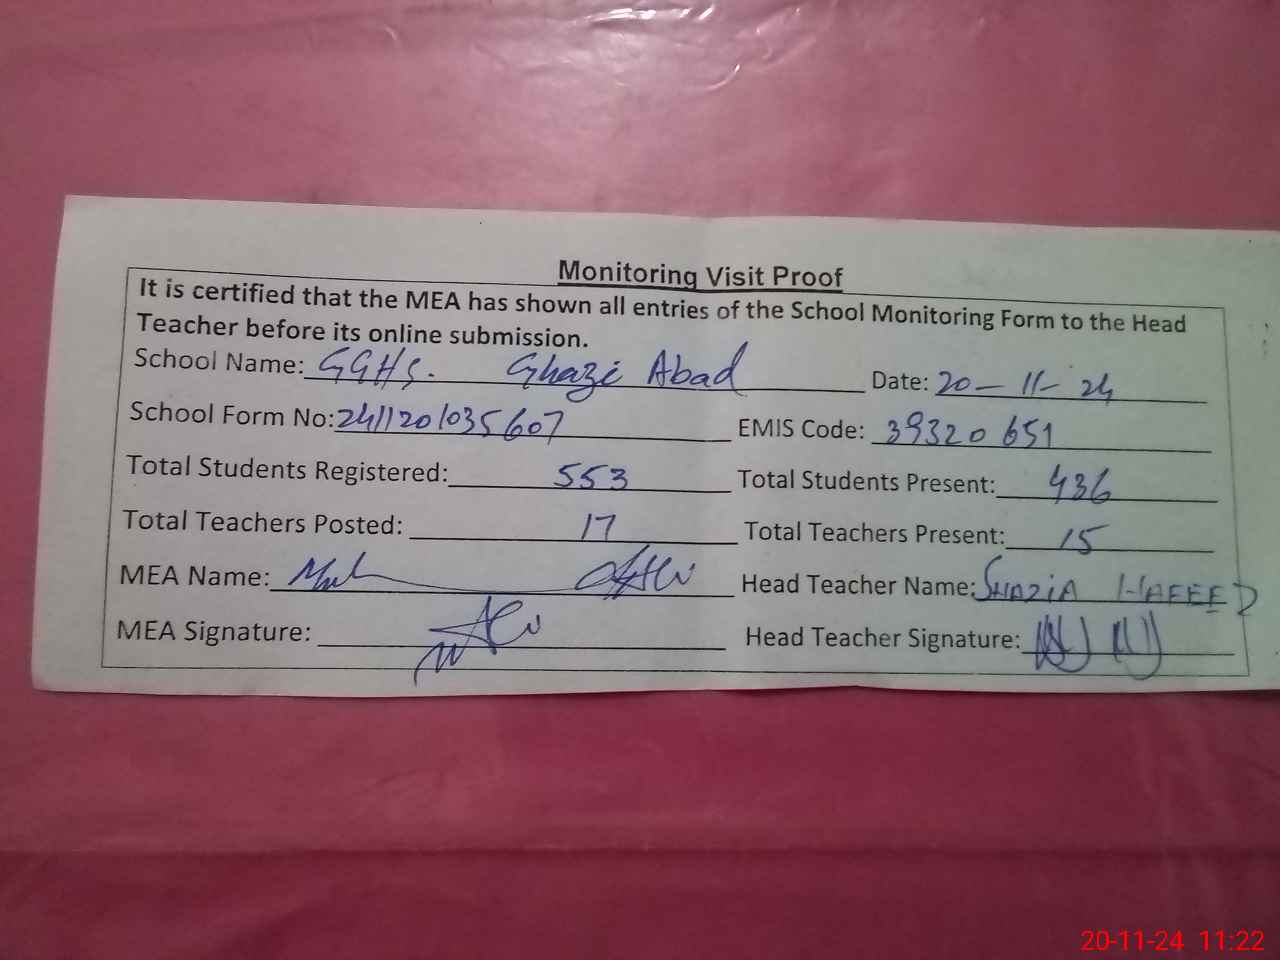 Monitoring Visit Proof
It is certified that the MEA has shown all entries of the School Monitoring Form to the Head
Teacher before its online submission.
School Name: GGHS. Ghazi Abad Date: 20-11-24
School Form No: 2411201035607 EMIS Code: 39320651
Total Students Registered: 553 Total Students Present: 436
Total Teachers Posted: 17 Total Teachers Present: 15
MEA Name: Head Teacher Name: SHAZIA HAFEED
MEA Signature: Head Teacher Signature:
20-11-24 11:22